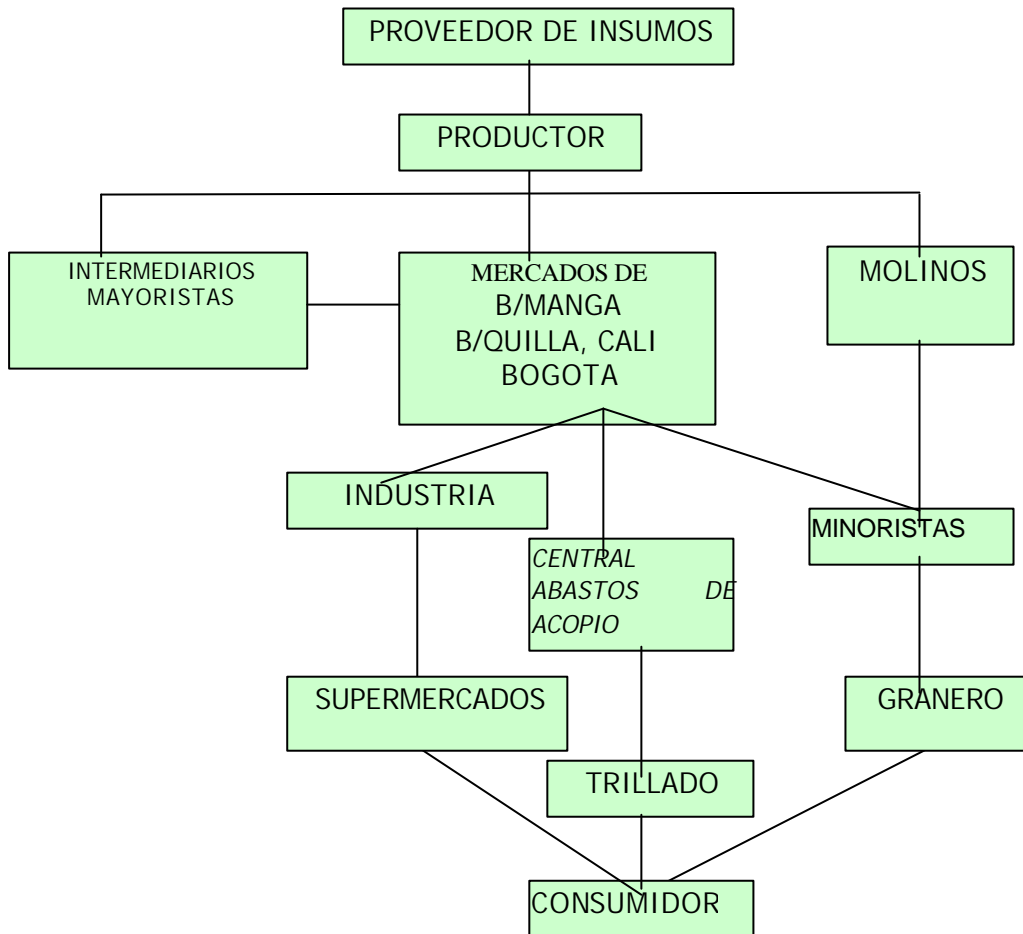 PROVEEDOR DE INSUMOS
PRODUCTOR
INTERMEDIARIOS
MAYORISTAS
MERCADOS DE
B/MANGA
B/QUILLA, CALI
BOGOTA
MOLINOS
INDUSTRIA
CENTRAL
ABASTOS DE
ACOPIO
MINORISTAS
SUPERMERCADOS
GRANERO
TRILLADO
CONSUMIDOR